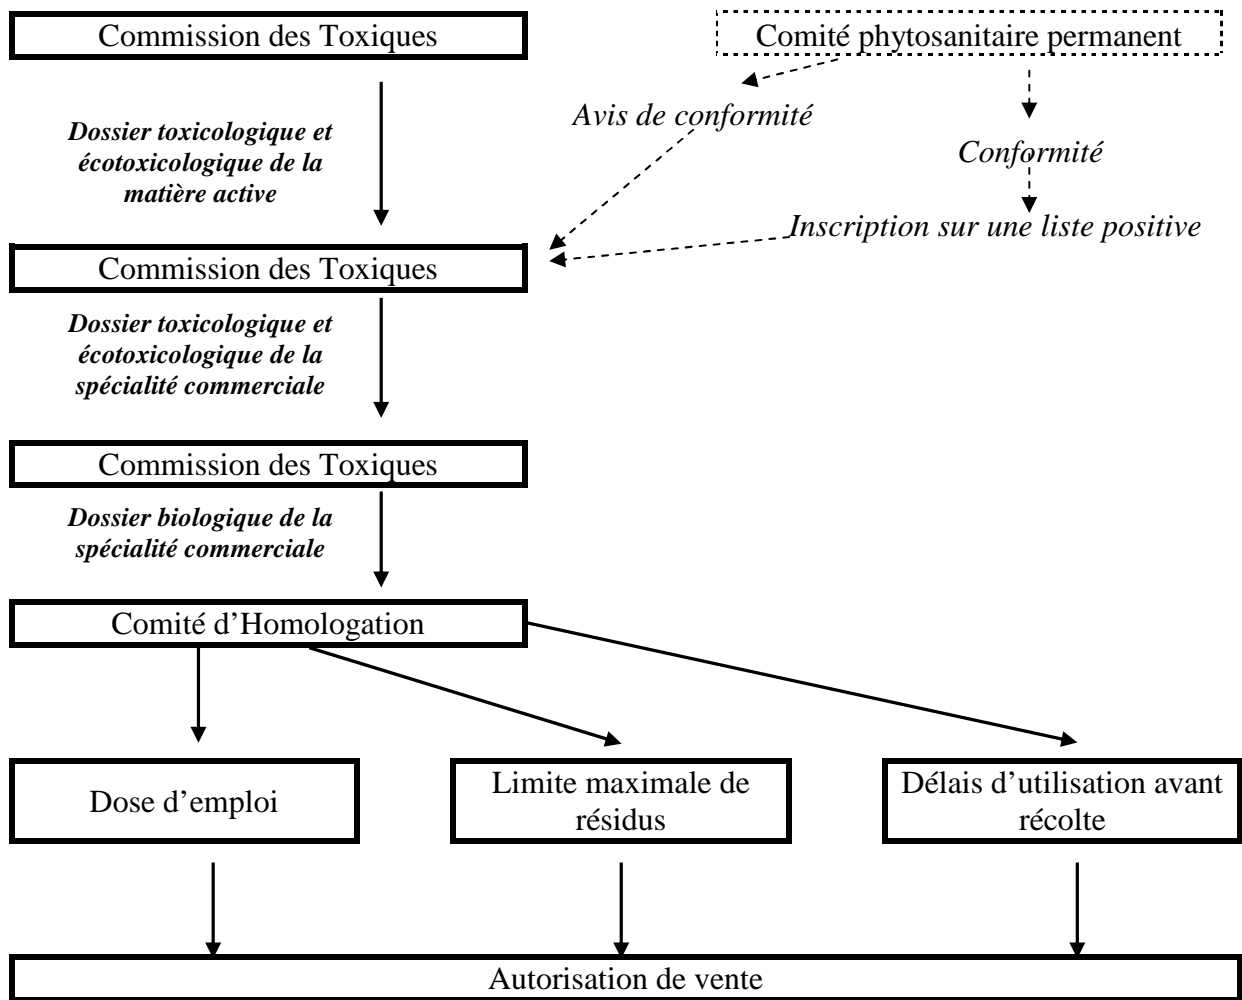 Commission des Toxiques
Comité phytosanitaire permanent
Avis de conformité
Dossier toxicologique et
écotoxicologique de la
matière active
Conformité
Inscription sur une liste positive
Commission des Toxiques
Dossier toxicologique et
écotoxicologique de la
spécialité commerciale
Commission des Toxiques
Dossier biologique de la
spécialité commerciale
Comité d’Homologation
Dose d’emploi
Limite maximale de
résidus
Délais d’utilisation avant
récolte
Autorisation de vente